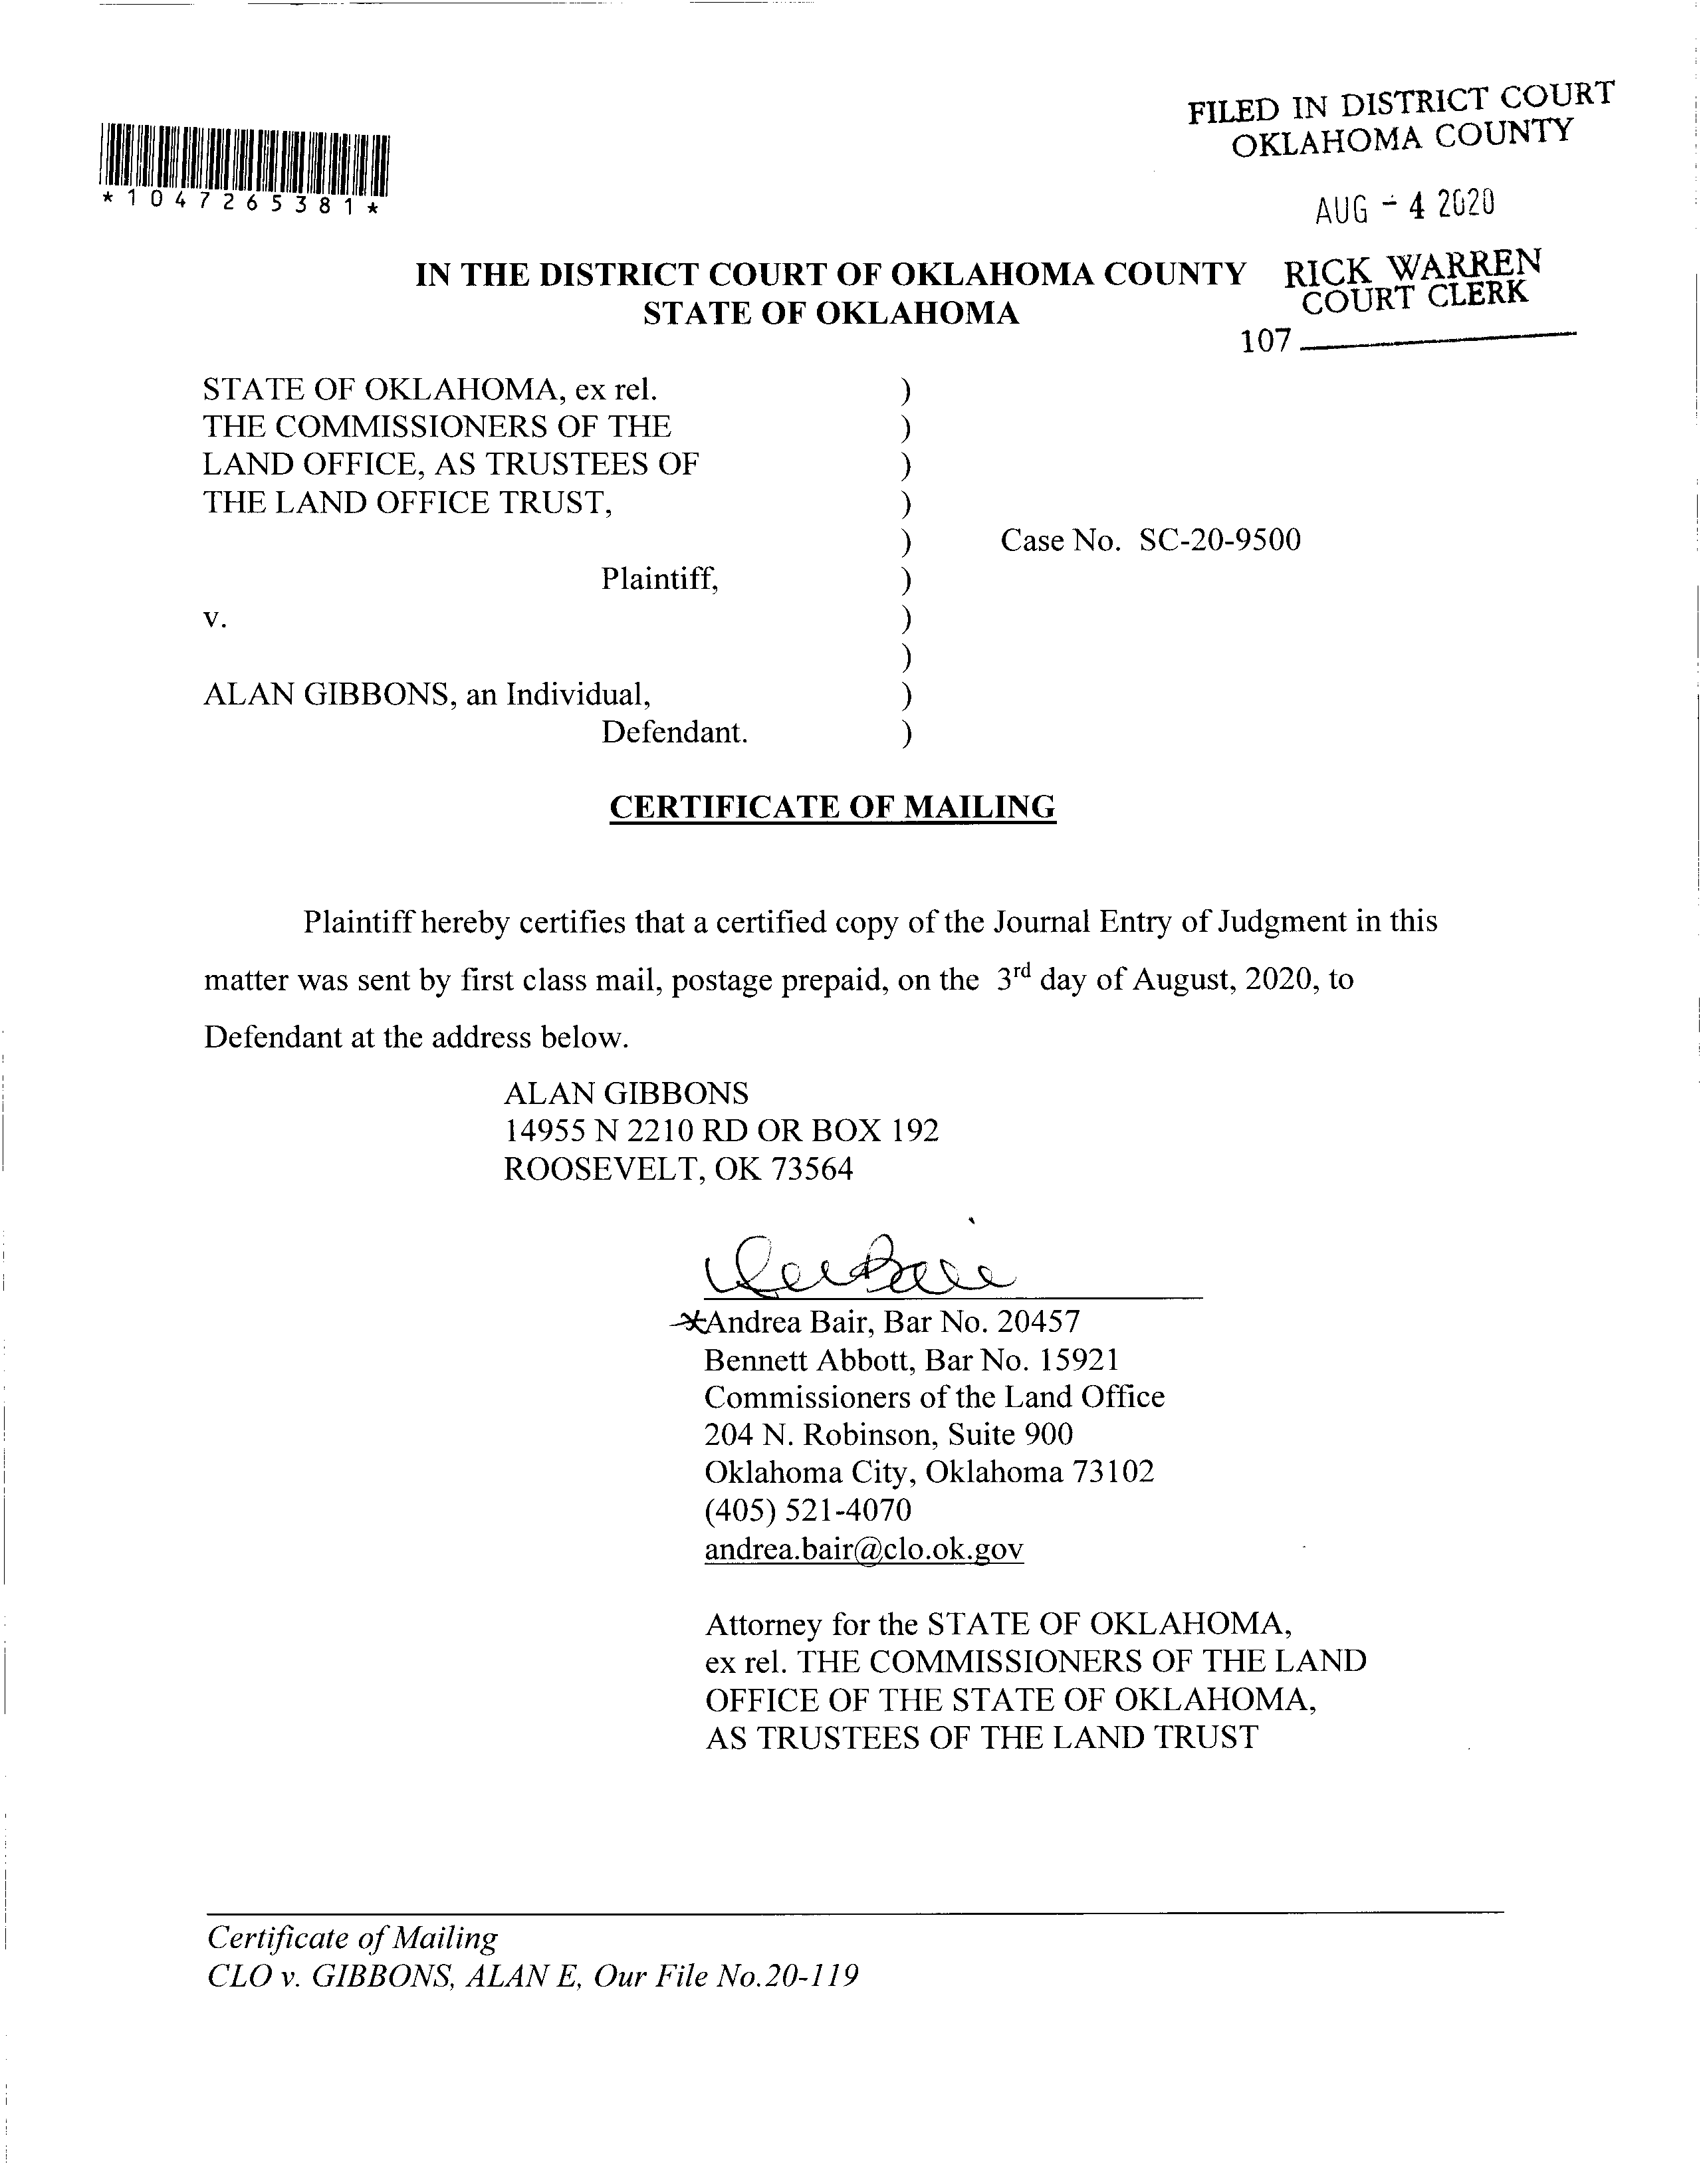 FILED IN DISTRICT COURT
OKLAHOMA COUNTY
*1047265381*
AUG - 4 2020
IN THE DISTRICT COURT OF OKLAHOMA COUNTY
STATE OF OKLAHOMA
RICK WARREN
COURT CLERK
107
STATE OF OKLAHOMA, ex rel. )
THE COMMISSIONERS OF THE )
LAND OFFICE, AS TRUSTEES OF )
THE LAND OFFICE TRUST, )
) Case No. SC-20-9500
Plaintiff, )
v. )
)
ALAN GIBBONS, an Individual, )
Defendant. )
CERTIFICATE OF MAILING
Plaintiff hereby certifies that a certified copy of the Journal Entry of Judgment in this
matter was sent by first class mail, postage prepaid, on the 3rd day of August, 2020, to
Defendant at the address below.
ALAN GIBBONS
14955 N 2210 RD OR BOX 192
ROOSEVELT, OK 73564
Andrea Bair, Bar No. 20457
Bennett Abbott, Bar No. 15921
Commissioners of the Land Office
204 N. Robinson, Suite 900
Oklahoma City, Oklahoma 73102
(405) 521-4070
andrea.bair@clo.ok.gov
Attorney for the STATE OF OKLAHOMA,
ex rel. THE COMMISSIONERS OF THE LAND
OFFICE OF THE STATE OF OKLAHOMA,
AS TRUSTEES OF THE LAND TRUST
Certificate of Mailing
CLO v. GIBBONS, ALAN E, Our File No.20-119